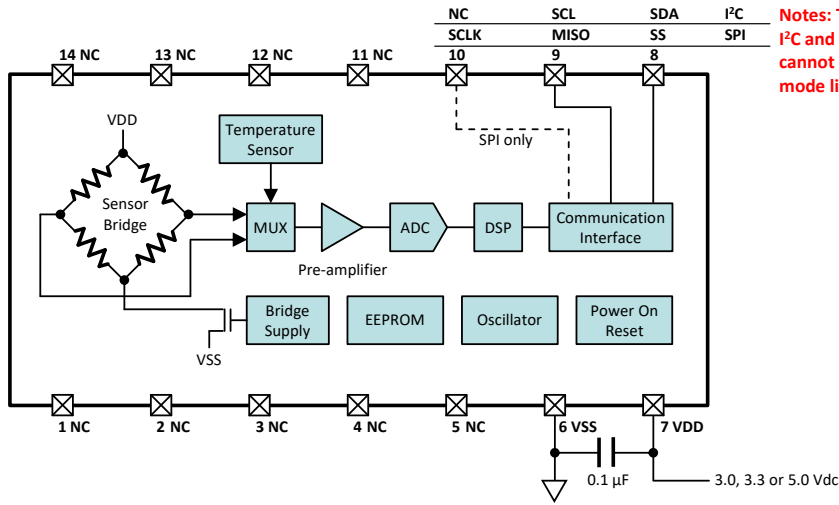 NC SCL SDA I²C
SCLK MISO SS SPI
10 9 8
Notes: T
I²C and
cannot
mode li
14 NC 13 NC 12 NC 11 NC
VDD
Temperature
Sensor
SPI only
Sensor
Bridge
MUX
ADC
DSP
Communication
Interface
Pre-amplifier
Bridge
Supply
EEPROM
Oscillator
Power On
Reset
VSS
1 NC 2 NC 3 NC 4 NC 5 NC 6 VSS 7 VDD
0.1 µF
3.0, 3.3 or 5.0 Vdc